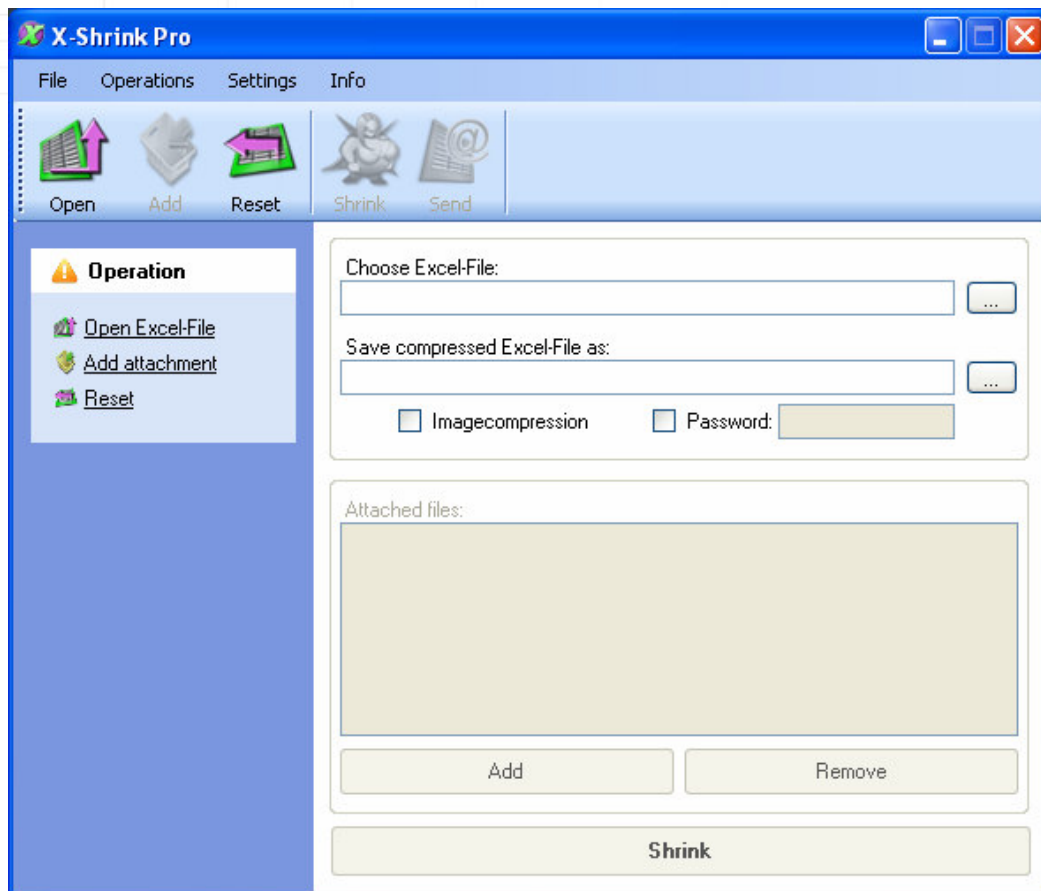 X-Shrink Pro
File Operations Settings Info
Open Add Reset Shrink Send
Operation
Open Excel-File
Add attachment
Reset
Choose Excel-File:
...
Save compressed Excel-File as:
...
Imagecompression Password:
Attached files:
Add Remove
Shrink